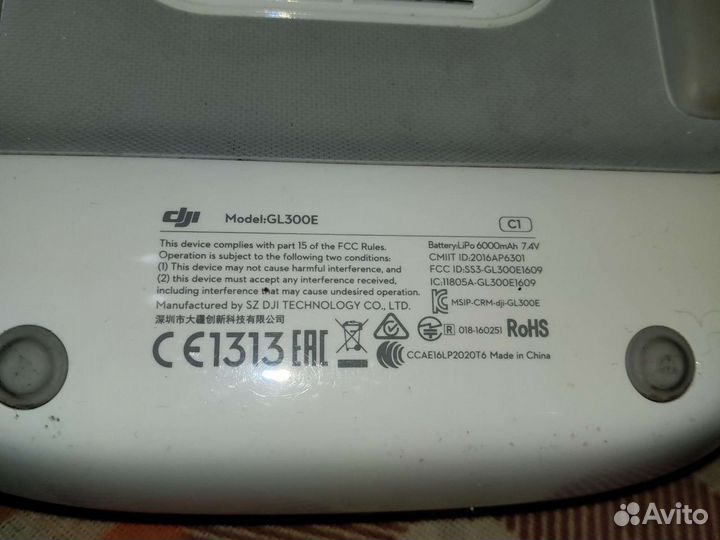 dji Model:GL300E C1
This device complies with part 15 of the FCC Rules.
Operation is subject to the following two conditions:
(1) This device may not cause harmful interference, and
(2) this device must accept any interference received,
including interference that may cause undesired operation.
Manufactured by SZ DJI TECHNOLOGY CO., LTD.
深圳市大疆创新科技有限公司
Battery:LiPo 6000mAh 7.4V
CMIIT ID:2016AP6301
FCC ID:SS3-GL300E1609
IC:11805A-GL300E1609
MSIP-CRM-dji-GL300E
R 018-160251 RoHS
CE1313 EAC
CCAE16LP2020T6 Made in China
Avito